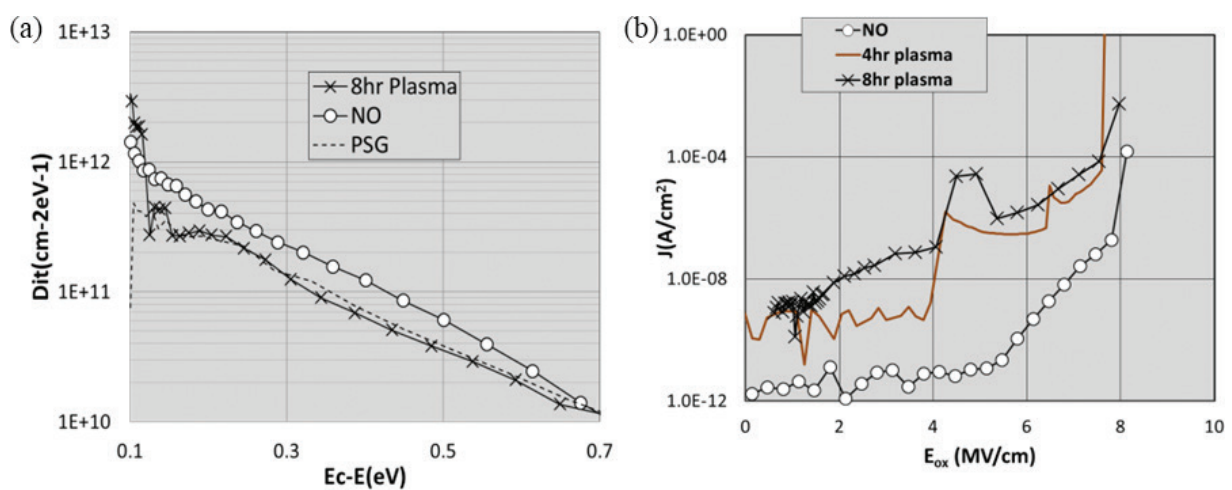 (a)
Dit(cm-2eV-1)
1E+13
1E+12
1E+11
1E+10
8hr Plasma
NO
PSG
0.1
0.3
0.5
0.7
Ec-E(eV)
(b)
J(A/cm²)
1.0E+00
1.0E-04
1.0E-08
1.0E-12
NO
4hr plasma
8hr plasma
0
2
4
6
8
10
Eₒₓ (MV/cm)